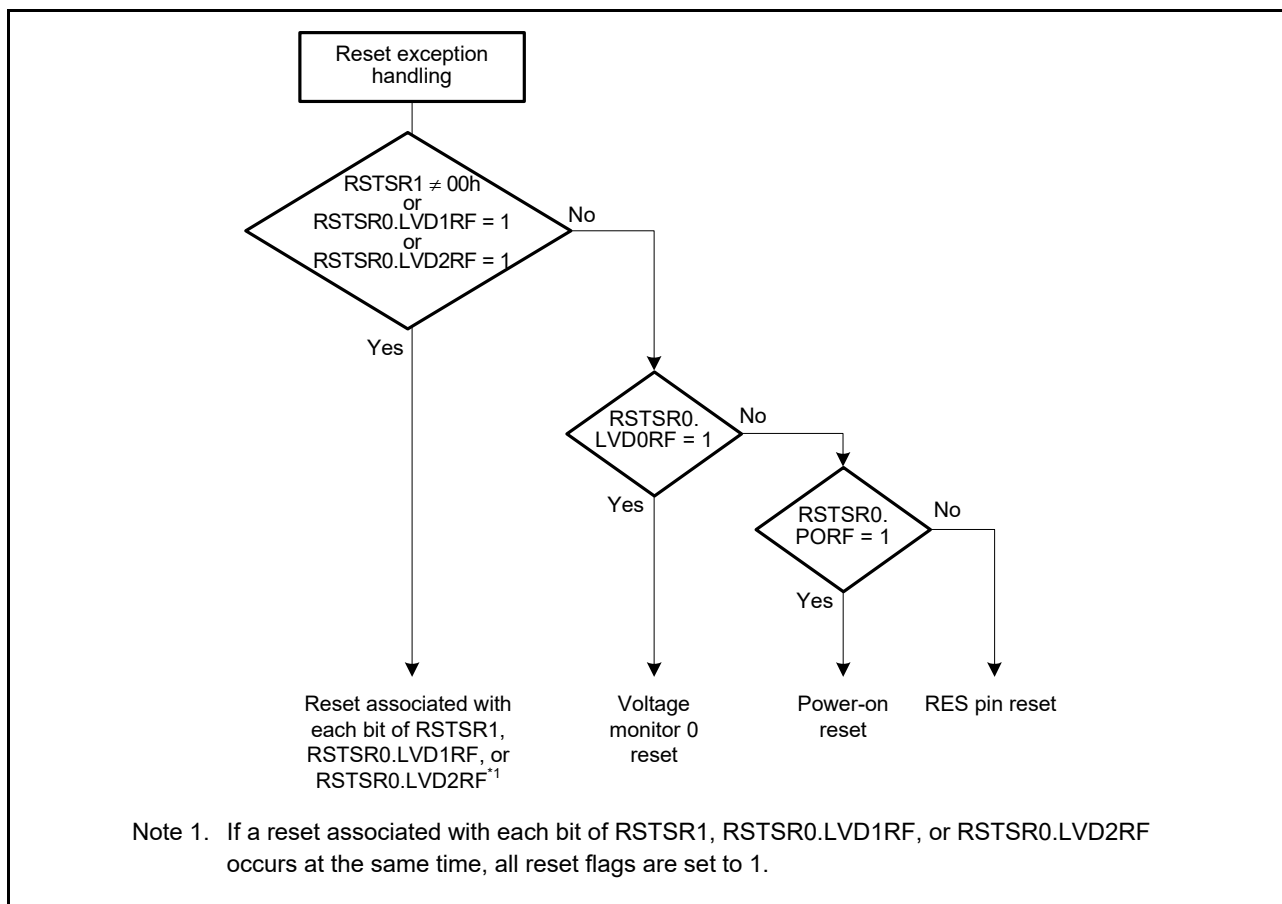 Reset exception
handling
RSTSR1 ≠ 00h
or
RSTSR0.LVD1RF = 1
or
RSTSR0.LVD2RF = 1
No
Yes
RSTSR0.
LVD0RF = 1
No
Yes
RSTSR0.
PORF = 1
No
Yes
Reset associated with
each bit of RSTSR1,
RSTSR0.LVD1RF, or
RSTSR0.LVD2RF*1
Voltage
monitor 0
reset
Power-on
reset
RES pin reset
Note 1. If a reset associated with each bit of RSTSR1, RSTSR0.LVD1RF, or RSTSR0.LVD2RF
occurs at the same time, all reset flags are set to 1.